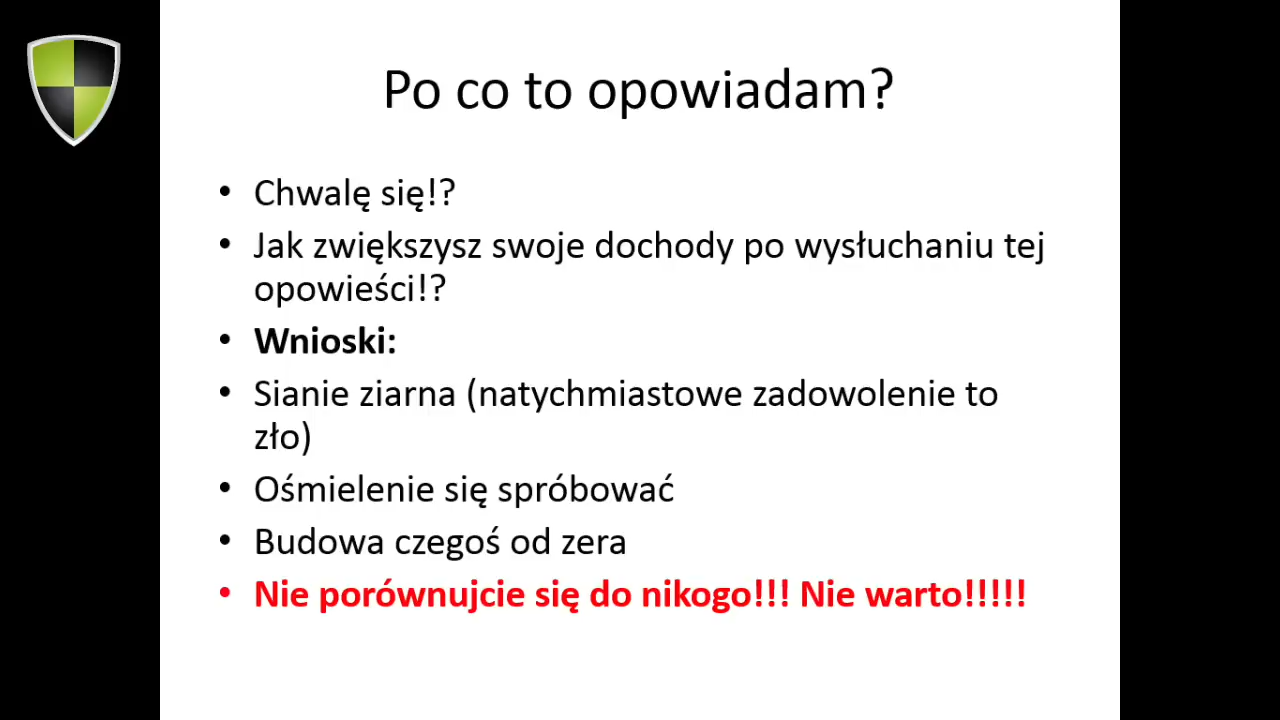 Po co to opowiadam?
• Chwalę się!?
• Jak zwiększysz swoje dochody po wysłuchaniu tej
opowieści!?
• Wnioski:
• Sianie ziarna (natychmiastowe zadowolenie to
zło)
• Ośmielenie się spróbować
• Budowa czegoś od zera
• Nie porównujcie się do nikogo!!! Nie warto!!!!!